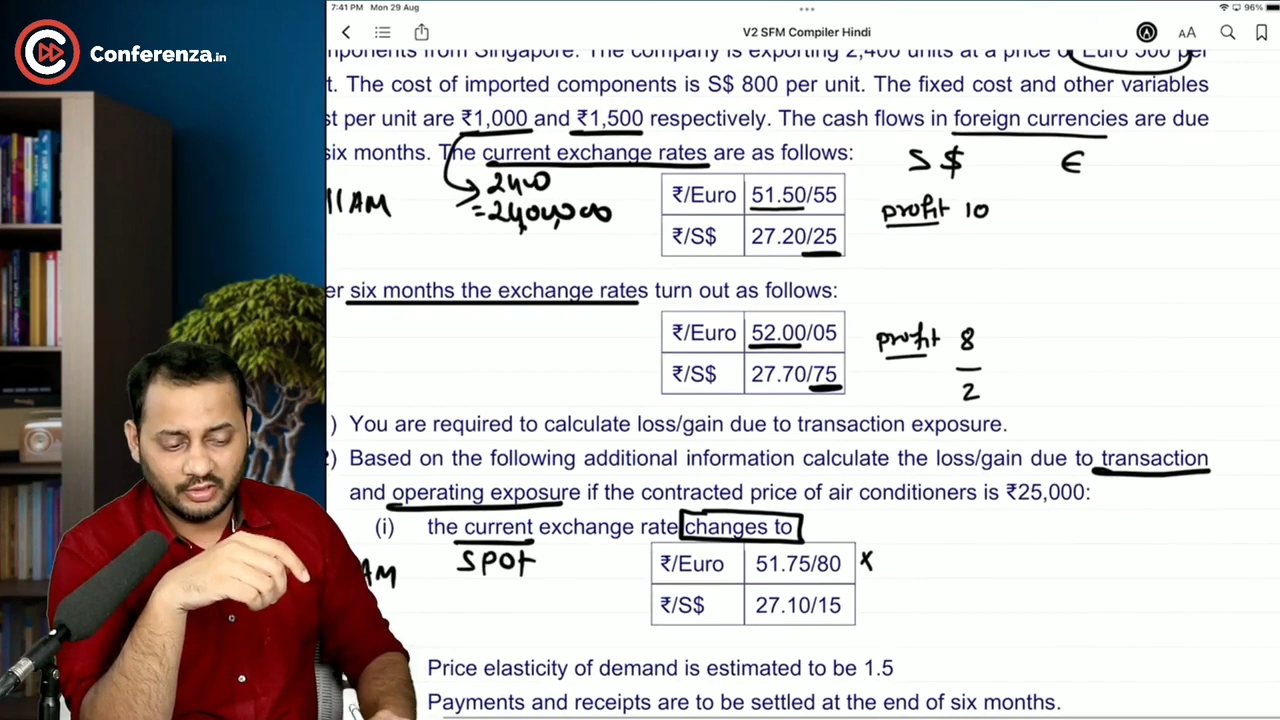 7:41 PM Mon 29 Aug
96%
V2 SFM Compiler Hindi
Conferenza.in
mponents from Singapore. The company is exporting 2,400 units at a price Euro 500 per
t. The cost of imported components is S$ 800 per unit. The fixed cost and other variables
st per unit are ₹1,000 and ₹1,500 respectively. The cash flows in foreign currencies are due
six months. The current exchange rates are as follows:
S $ €
2400
= 24,00,000
11 AM
₹/Euro 51.50/55
₹/S$ 27.20/25
profit 10
er six months the exchange rates turn out as follows:
₹/Euro 52.00/05
₹/S$ 27.70/75
profit 8
2
) You are required to calculate loss/gain due to transaction exposure.
2) Based on the following additional information calculate the loss/gain due to transaction
and operating exposure if the contracted price of air conditioners is ₹25,000:
(i) the current exchange rate changes to
SPOT
AM
₹/Euro 51.75/80 x
₹/S$ 27.10/15
Price elasticity of demand is estimated to be 1.5
Payments and receipts are to be settled at the end of six months.